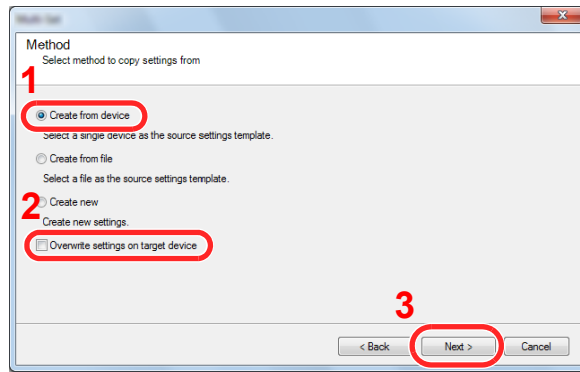 Method
Select method to copy settings from
1
Create from device
Select a single device as the source settings template.
Create from file
Select a file as the source settings template.
2
Create new
Create new settings.
Overwrite settings on target device
3
< Back
Next >
Cancel